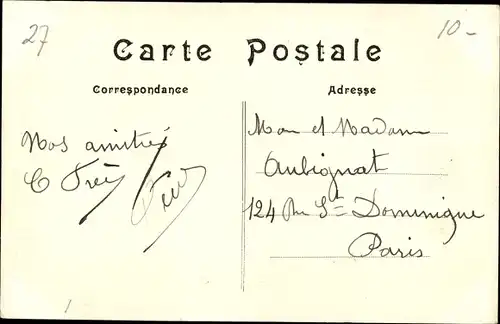 27
10-
Carte Postale
Correspondance
Adresse
Nos amitiés
C
Mon et Madame
Aubignat
124 Rue St= Dominique
Paris